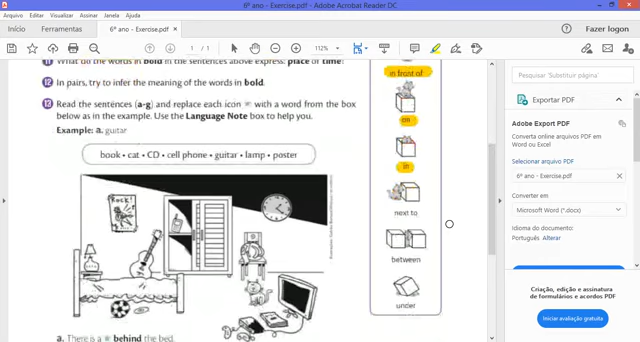 6º ano - Exercise.pdf - Adobe Acrobat Reader DC
Arquivo Editar Visualizar Assinar Janela Ajuda
Início Ferramentas 6º ano - Exercise.pdf × Fazer logon
1 / 1 112%
11 What do the words in bold in the sentences above express: place or time?
12 In pairs, try to infer the meaning of the words in bold.
13 Read the sentences (a-g) and replace each icon with a word from the box
below as in the example. Use the Language Note box to help you.
Example: a. guitar
book • cat • CD • cell phone • guitar • lamp • poster
Rock!
a. There is a behind the bed.
in front of
on
in
next to
between
under
Pesquisar 'Substituir página'
Exportar PDF
Adobe Export PDF
Converta arquivos PDF em
Word ou Excel Online
Selecionar arquivo PDF
6º ano - Exercise.pdf ×
Converter em
Microsoft Word (*.docx)
Idioma do documento:
Português Alterar
Criação, edição e assinatura
de formulários e acordos PDF
Iniciar avaliação gratuita